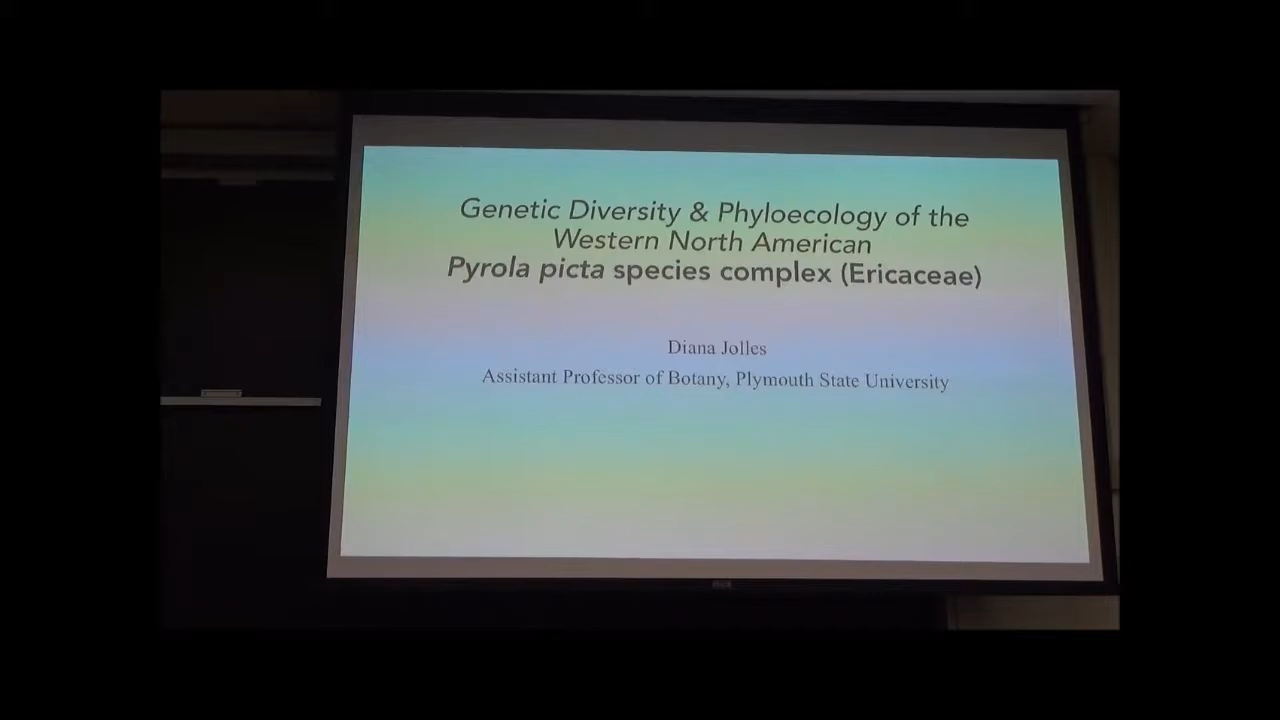 Genetic Diversity & Phyloecology of the
Western North American
Pyrola picta species complex (Ericaceae)
Diana Jolles
Assistant Professor of Botany, Plymouth State University